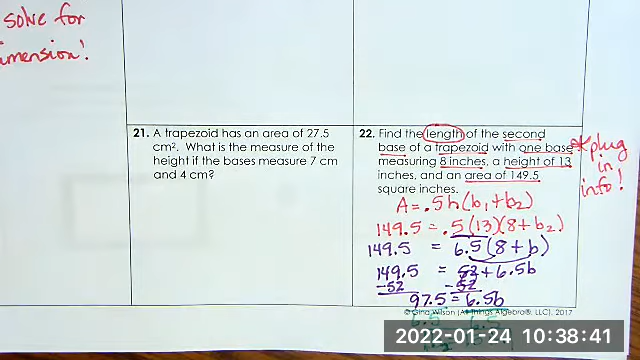 solve for
dimension!
21. A trapezoid has an area of 27.5
cm². What is the measure of the
height if the bases measure 7 cm
and 4 cm?
22. Find the length of the second
base of a trapezoid with one base
measuring 8 inches, a height of 13
inches, and an area of 149.5
square inches.
*plug
in
info!
A = .5h(b₁+b₂)
149.5 = .5(13)(8+b₂)
149.5 = 6.5(8+b)
149.5 = 52+6.5b
-52 -52
97.5 = 6.5b
6.5 6.5
© Gina Wilson (All Things Algebra®, LLC), 2017
2022-01-24 10:38:41